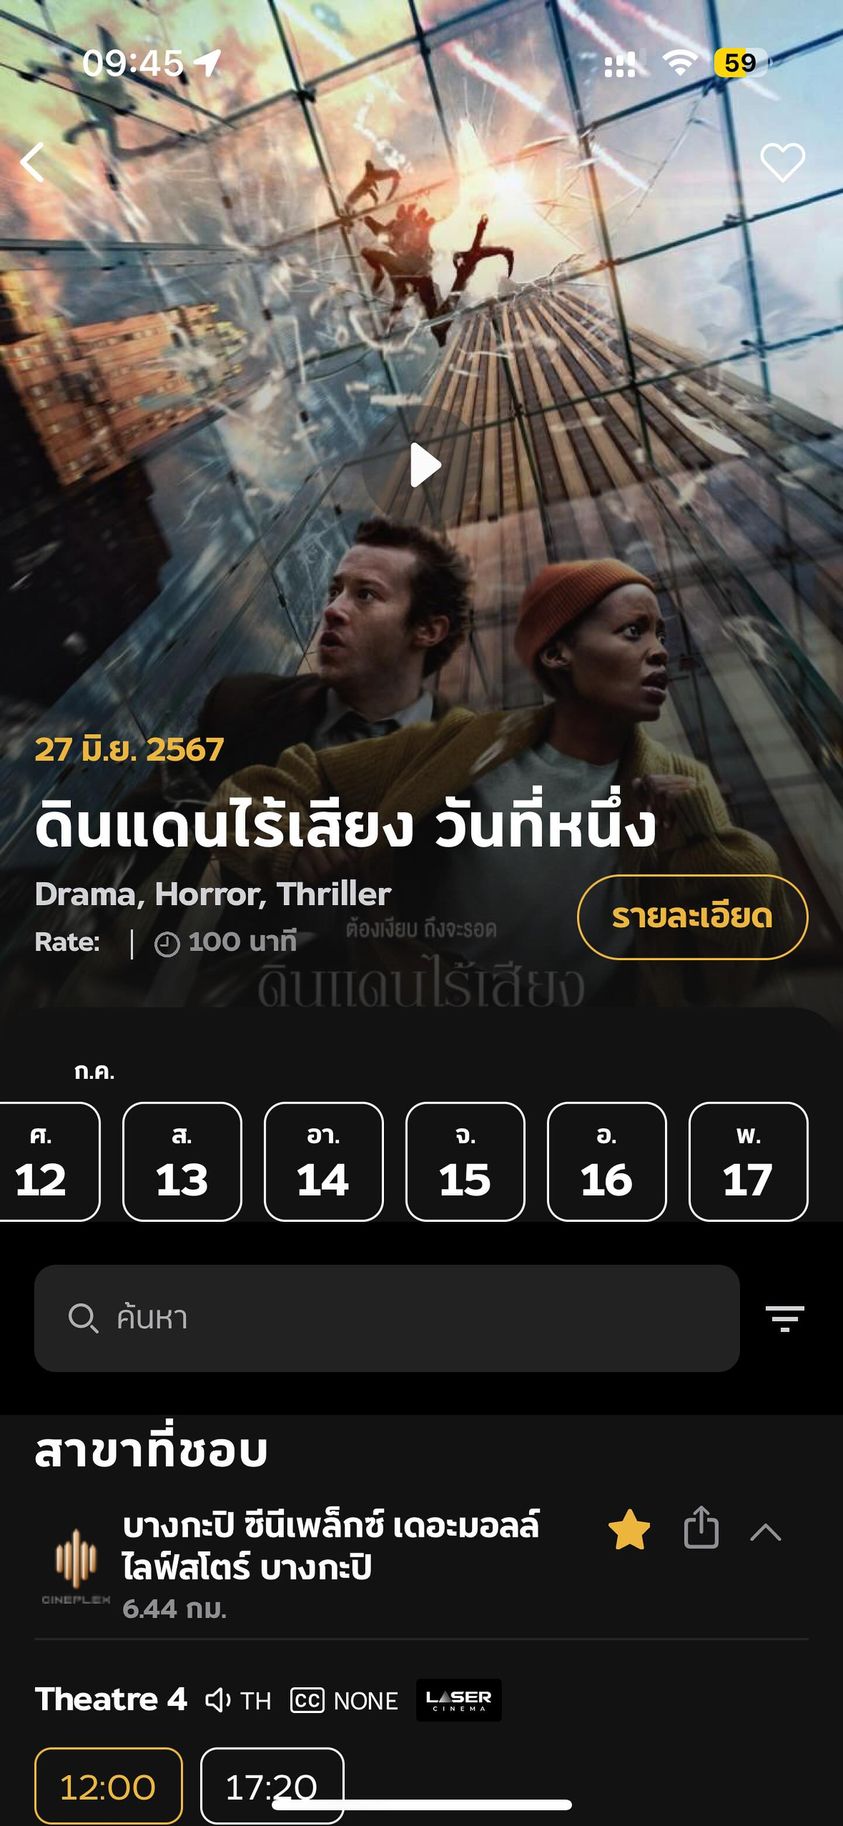 09:45
59
27 มิ.ย. 2567
ดินแดนไร้เสียง วันที่หนึ่ง
Drama, Horror, Thriller
รายละเอียด
Rate: | 100 นาที
ต้องเงียบ ถึงจะรอด
ดินแดนไร้เสียง
ก.ค.
ศ. ส. อา. จ. อ. พ.
12 13 14 15 16 17
ค้นหา
สาขาที่ชอบ
บางกะปิ ซีนีเพล็กซ์ เดอะมอลล์
ไลฟ์สโตร์ บางกะปิ
CINEPLEX
6.44 กม.
Theatre 4 TH CC NONE LASER
CINEMA
12:00 17:20